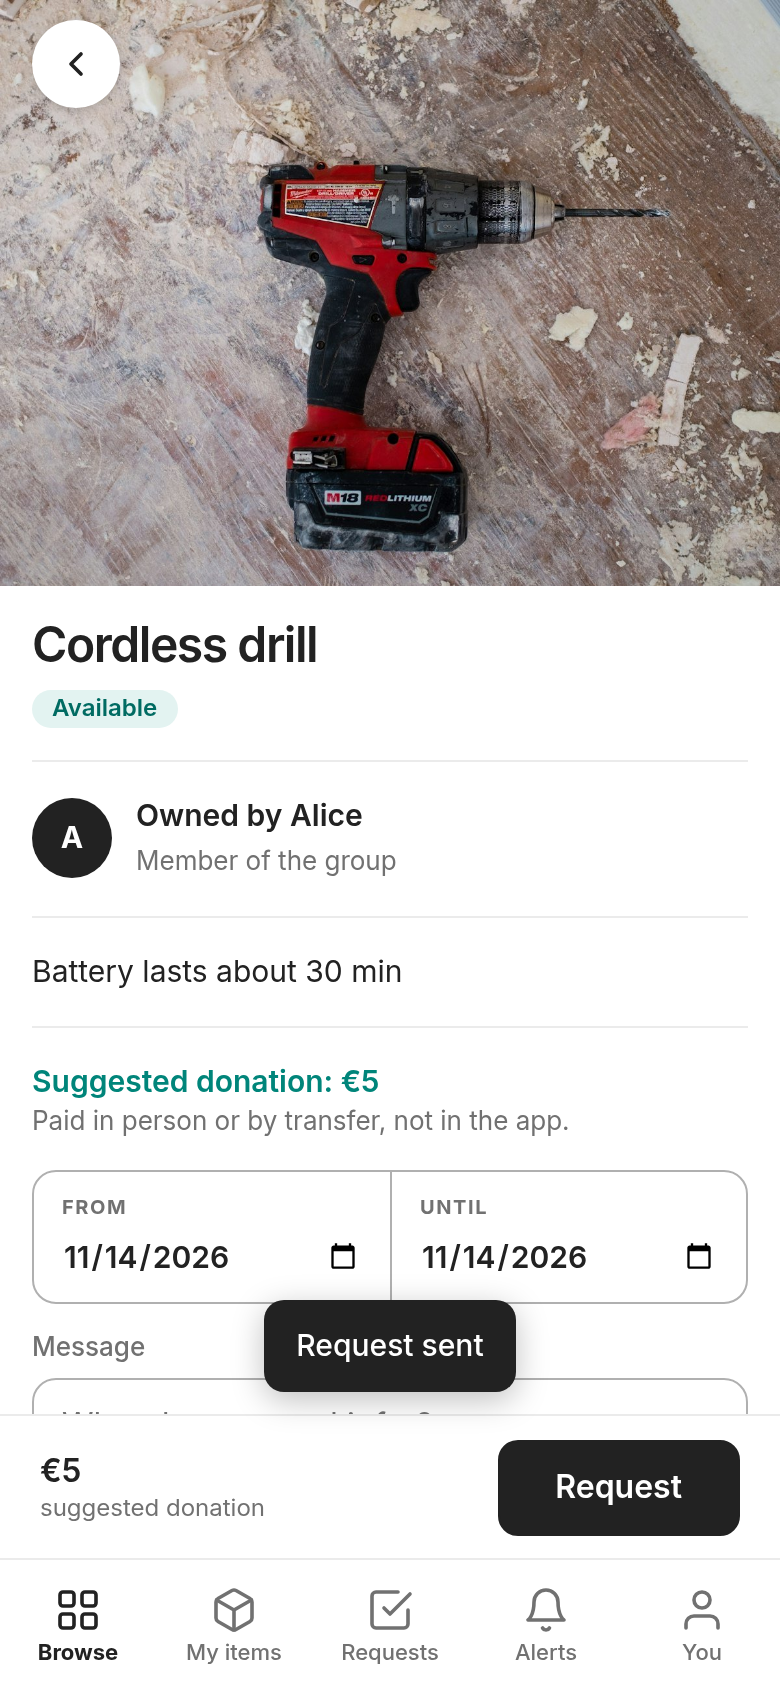 M18 REDLITHIUM
XC
Cordless drill
Available
A
Owned by Alice
Member of the group
Battery lasts about 30 min
Suggested donation: €5
Paid in person or by transfer, not in the app.
FROM
11/14/2026
UNTIL
11/14/2026
Message
Request sent
€5
suggested donation
Request
Browse
My items
Requests
Alerts
You